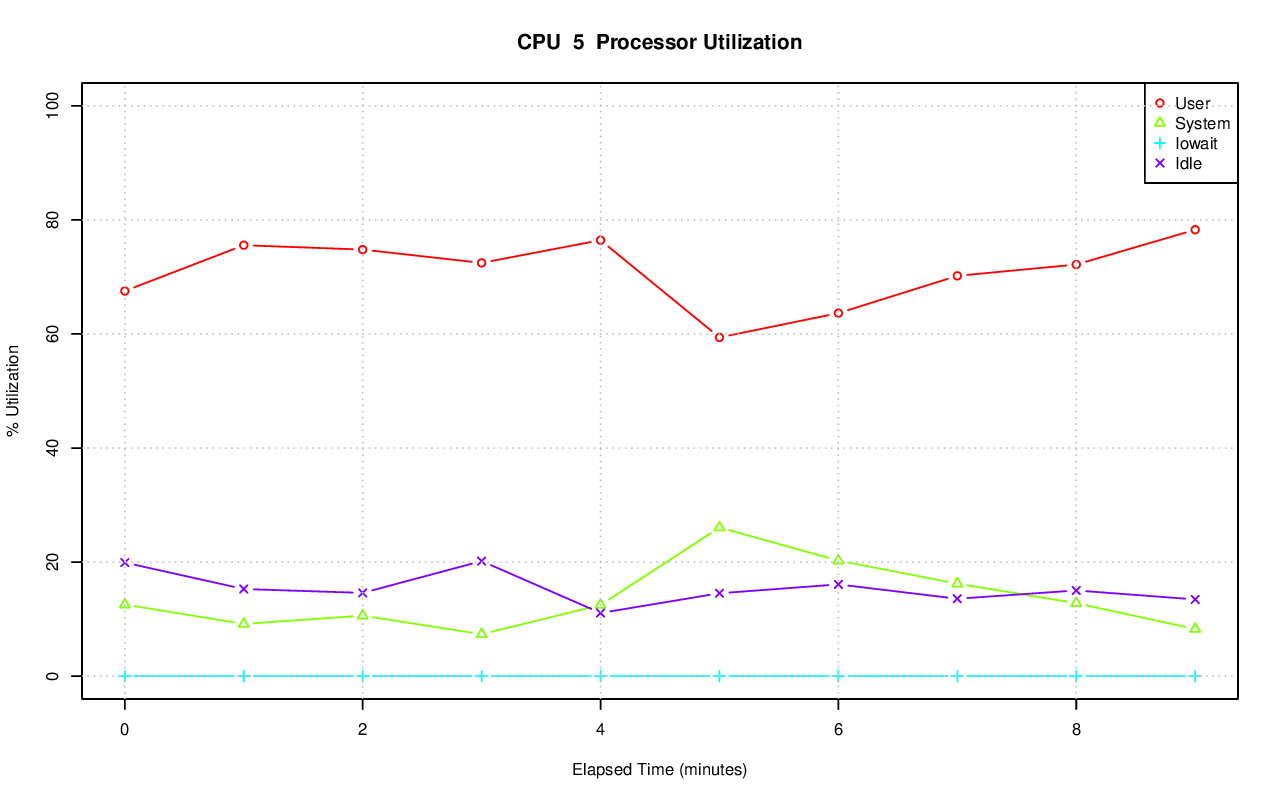 CPU  5  Processor Utilization
User
System
Iowait
Idle
% Utilization
100
80
60
40
20
0
0 2 4 6 8
Elapsed Time (minutes)